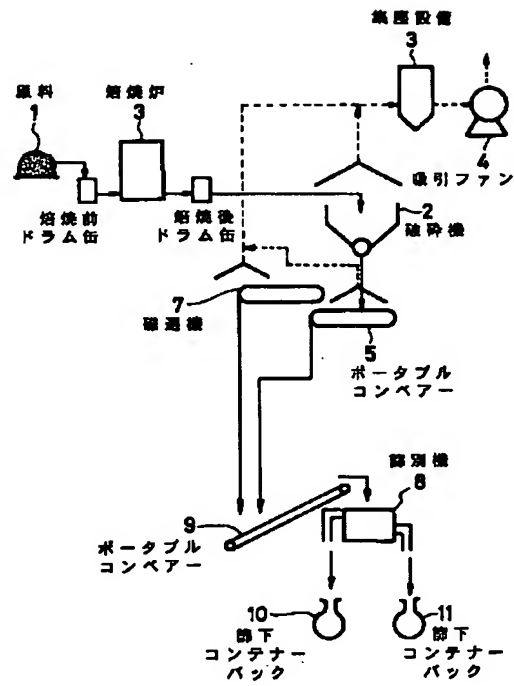 集塵設備
3
原料
1
焙焼炉
3
4
吸引ファン
焙焼前
ドラム缶
焙焼後
ドラム缶
2
破砕機
7
磁選機
5
ポータブル
コンベアー
篩別機
8
9
ポータブル
コンベアー
10
篩下
コンテナー
バック
11
篩下
コンテナー
バック